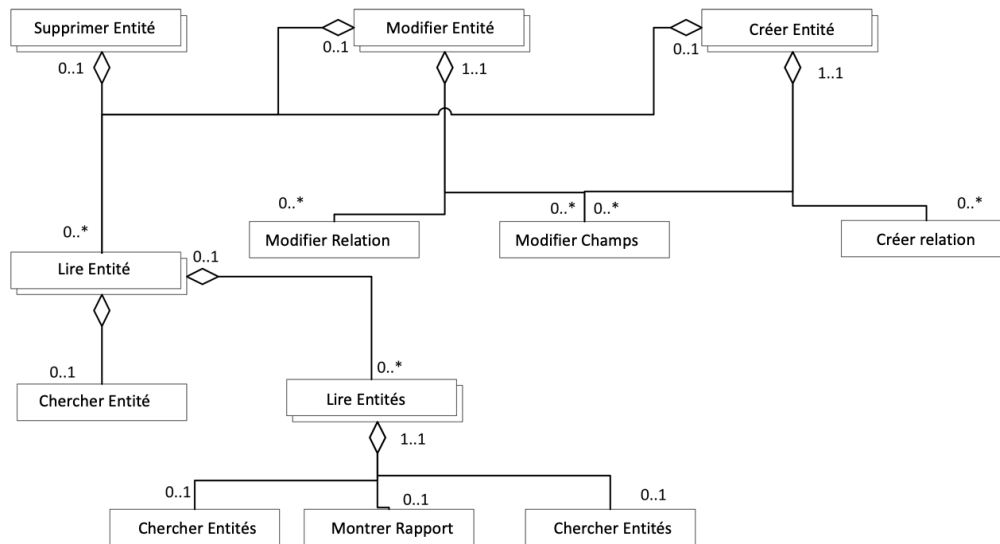 Supprimer Entité
Modifier Entité
Créer Entité
0..1
0..1
1..1
0..1
1..1
0..*
0..*
0..*
0..*
0..*
Modifier Relation
Modifier Champs
Créer relation
Lire Entité
0..1
0..1
0..*
Chercher Entité
Lire Entités
1..1
0..1
0..1
0..1
Chercher Entités
Montrer Rapport
Chercher Entités